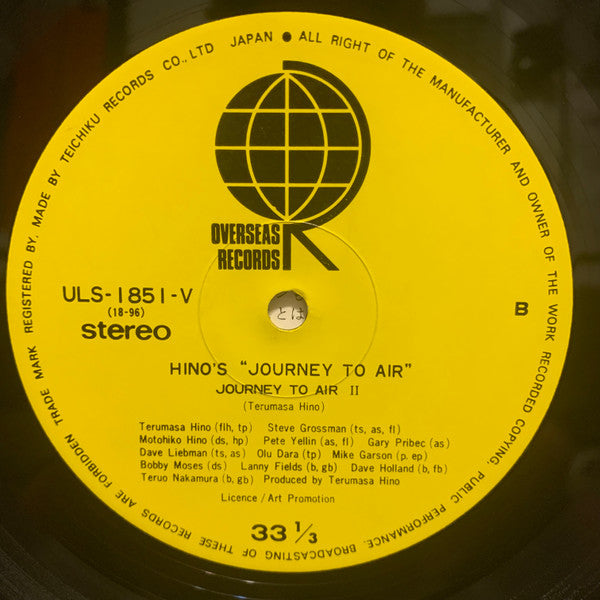 TRADE MARK REGISTERED BY. MADE BY TEICHIKU RECORDS CO., LTD JAPAN ● ALL RIGHT OF THE MANUFACTURER AND OWNER OF THE WORK RECORDED COPYING. PUBLIC PERFORMANCE. BROADCASTING OF THESE RECORDS ARE FORBIDDEN
R
OVERSEAS
RECORDS
ULS-1851-V
(18-96)
stereo
B
とは
HINO'S "JOURNEY TO AIR"
JOURNEY TO AIR II
(Terumasa Hino)
Terumasa Hino (flh, tp) Steve Grossman (ts, as, fl)
Motohiko Hino (ds, hp) Pete Yellin (as, fl) Gary Pribec (as)
Dave Liebman (ts, as) Olu Dara (tp) Mike Garson (p, ep)
Bobby Moses (ds) Lanny Fields (b, gb) Dave Holland (b, fb)
Teruo Nakamura (b, gb) Produced by Terumasa Hino
Licence / Art Promotion
33 1/3